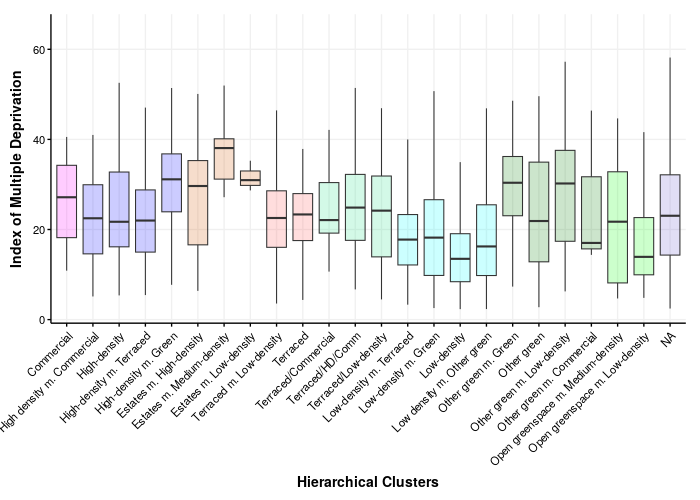 Index of Multiple Deprivation
60
40
20
0
Commercial
High density m. Commercial
High-density
High-density m. Terraced
High-density m. Green
Estates m. High-density
Estates m. Medium-density
Estates m. Low-density
Terraced m. Low-density
Terraced
Terraced/Commercial
Terraced/HD/Comm
Terraced/Low-density
Low-density m. Terraced
Low-density m. Green
Low-density
Low density m. Other green
Other green m. Green
Other green
Other green m. Low-density
Other green m. Commercial
Open greenspace m. Medium-density
Open greenspace m. Low-density
NA
Hierarchical Clusters